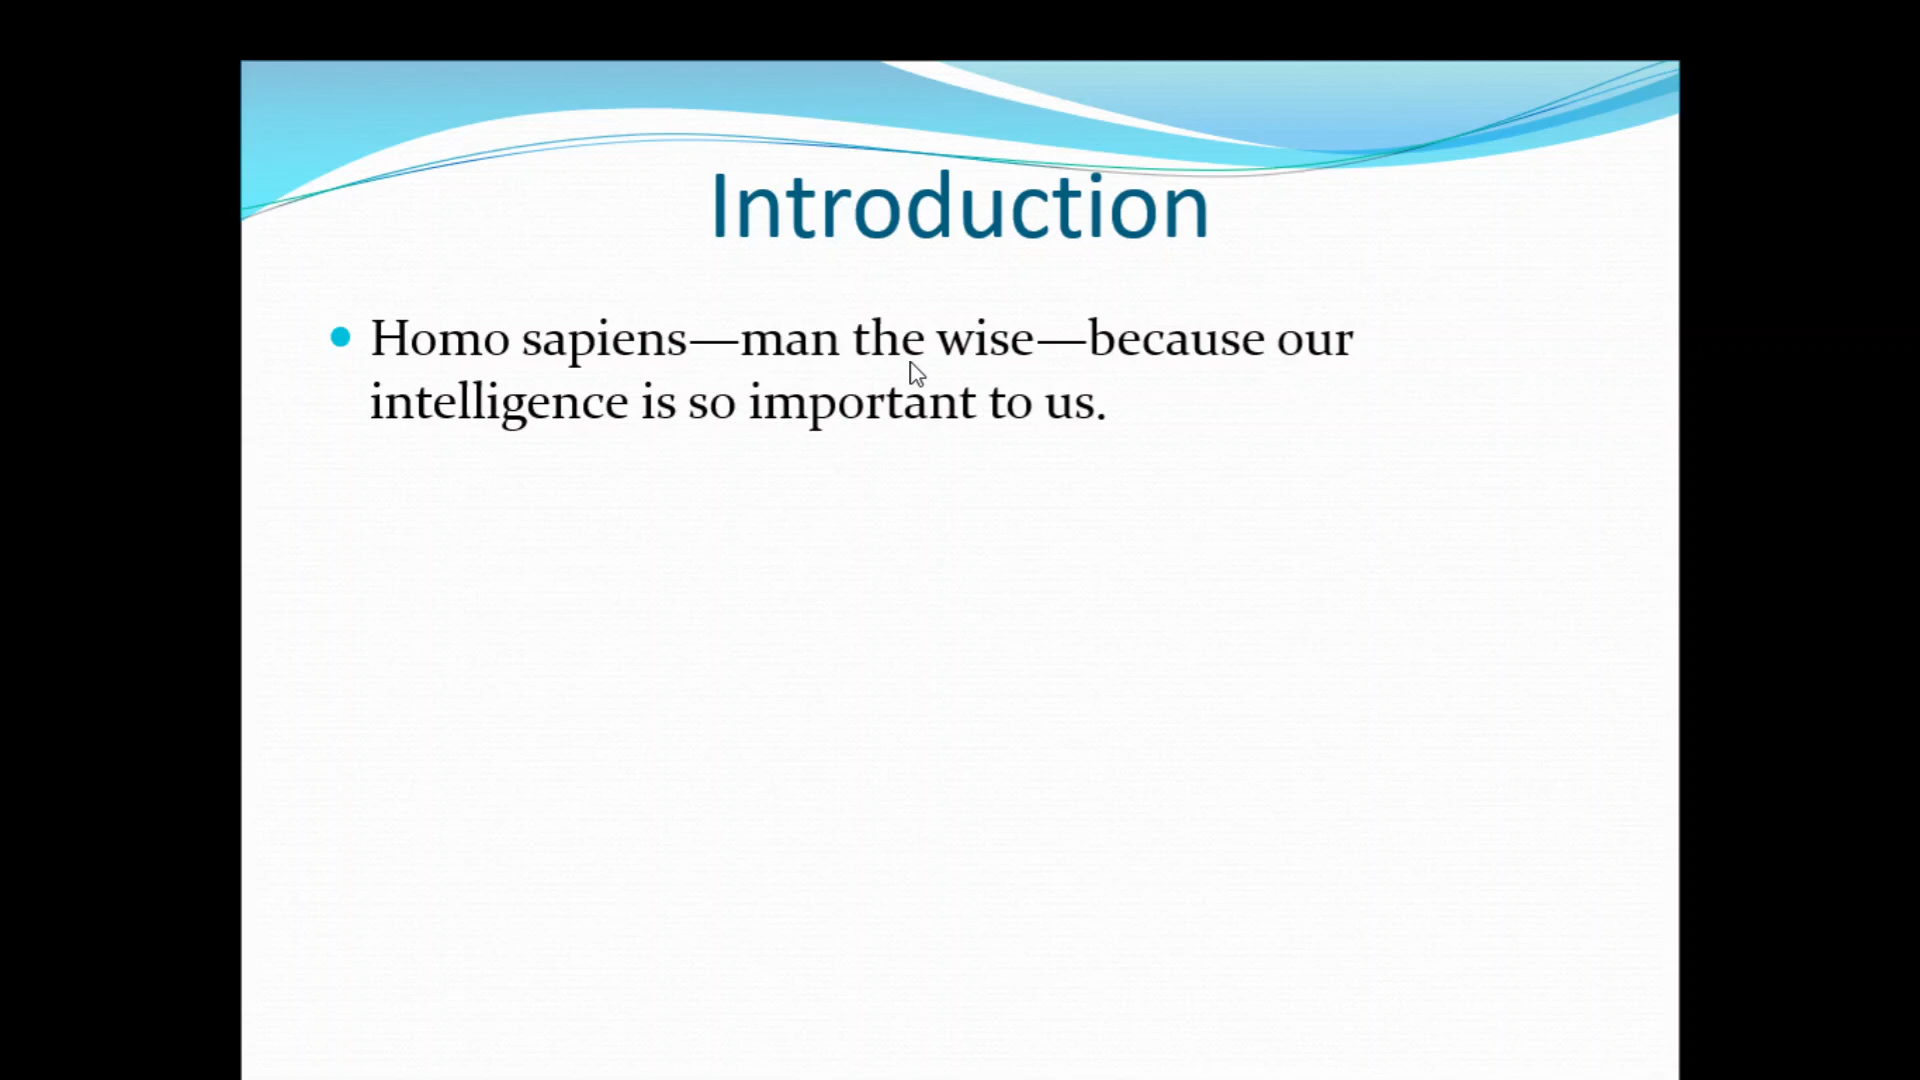 Introduction
Homo sapiens—man the wise—because our
intelligence is so important to us.